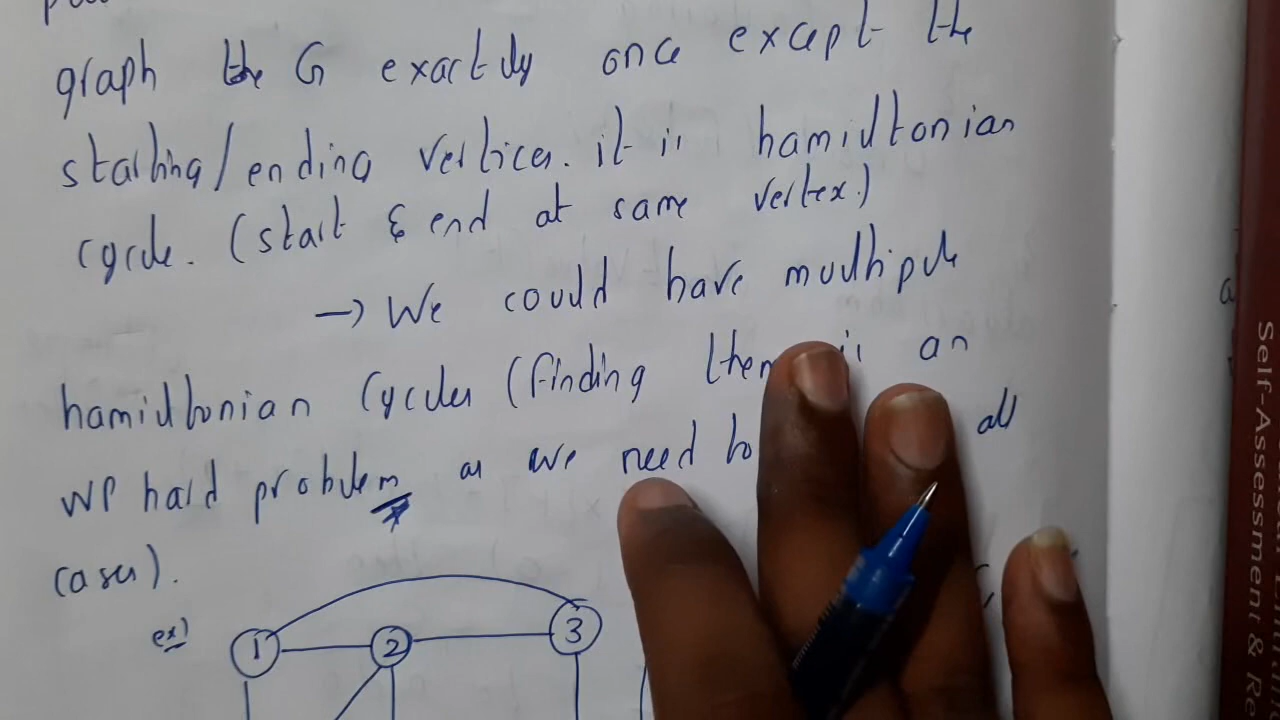 graph the G exactly once except the
starting/ending vertices. it is hamiltonian
cycle. (start & end at same vertex.)
→ We could have multiple
hamiltonian cycles (finding them is an
NP hard problem as we need to all
cases).
ex) 1 2 3
Self-Assessment & Re